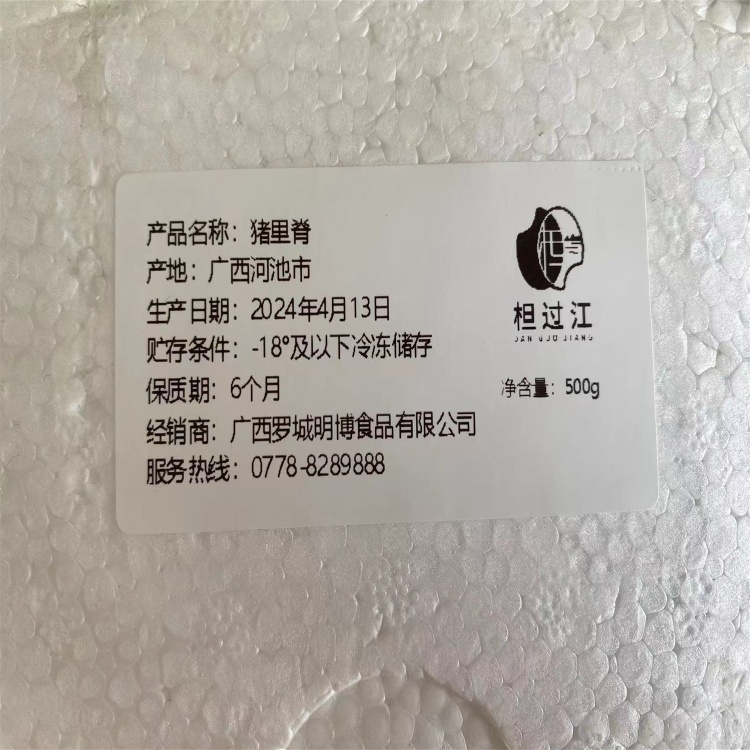 产品名称：猪里脊
产地：广西河池市
生产日期：2024年4月13日
贮存条件：-18°及以下冷冻储存
保质期：6个月
经销商：广西罗城明博食品有限公司
服务热线：0778-8289888
柦过江
JAN GUO JIANG
净含量：500g